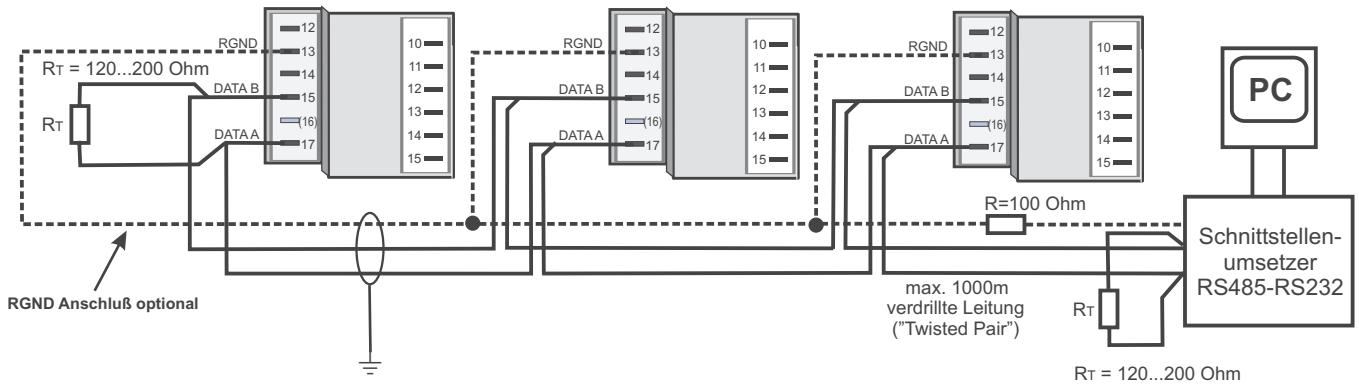 12
RGND
13
14
DATA B
15
(16)
DATA A
17
10
11
12
13
14
15
RT = 120...200 Ohm
RT
12
RGND
13
14
DATA B
15
(16)
DATA A
17
10
11
12
13
14
15
12
RGND
13
14
DATA B
15
(16)
DATA A
17
10
11
12
13
14
15
PC
R=100 Ohm
Schnittstellen-
umsetzer
RS485-RS232
RGND Anschluß optional
max. 1000m
verdrillte Leitung
("Twisted Pair")
RT
RT = 120...200 Ohm